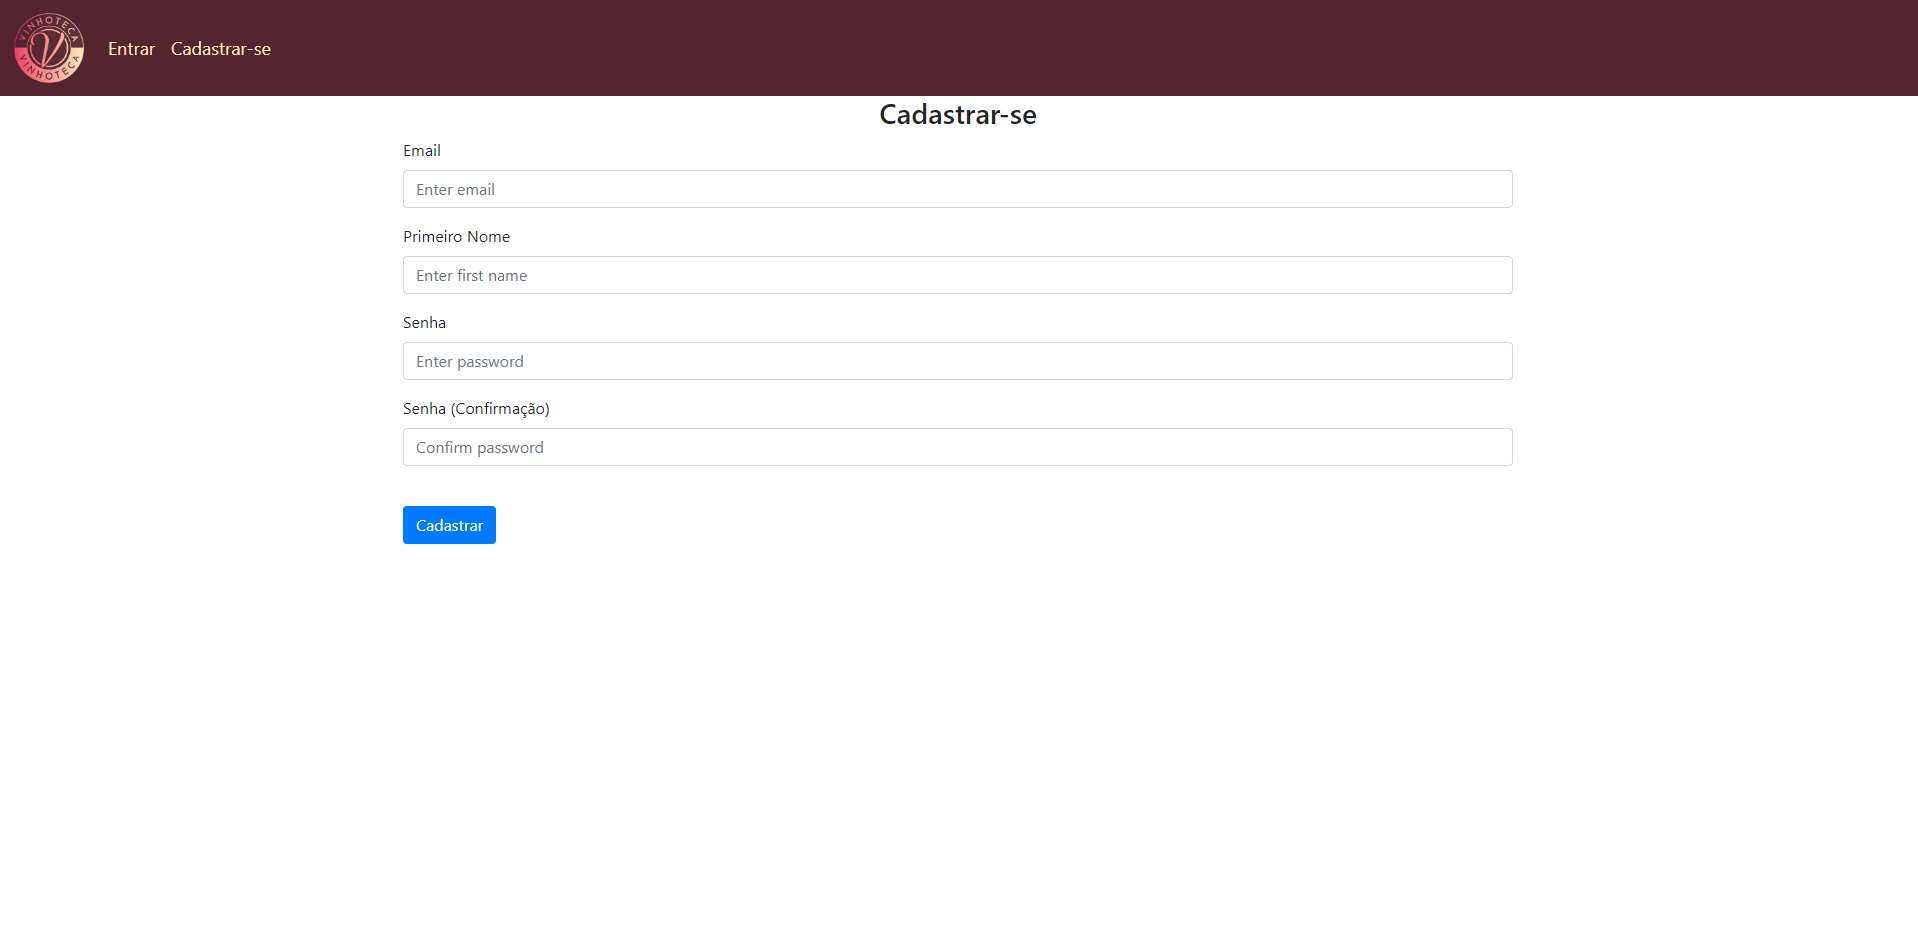 VINHOTECA
VINHOTECA
Entrar
Cadastrar-se
Cadastrar-se
Email
Enter email
Primeiro Nome
Enter first name
Senha
Enter password
Senha (Confirmação)
Confirm password
Cadastrar